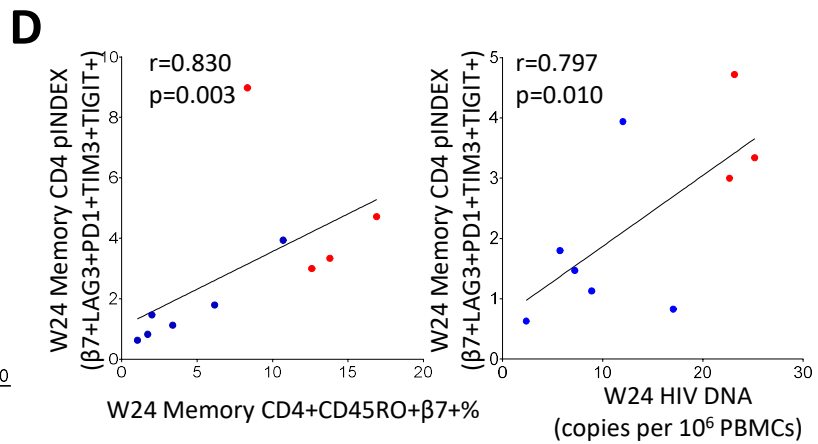 D
W24 Memory CD4 pINDEX
(β7+LAG3+PD1+TIM3+TIGIT+)
10
8
6
4
2
0
r=0.830
p=0.003
0
5
10
15
20
W24 Memory CD4+CD45RO+β7+%
W24 Memory CD4 pINDEX
(β7+LAG3+PD1+TIM3+TIGIT+)
5
4
3
2
1
0
r=0.797
p=0.010
0
10
20
30
W24 HIV DNA
(copies per 10⁶ PBMCs)
0